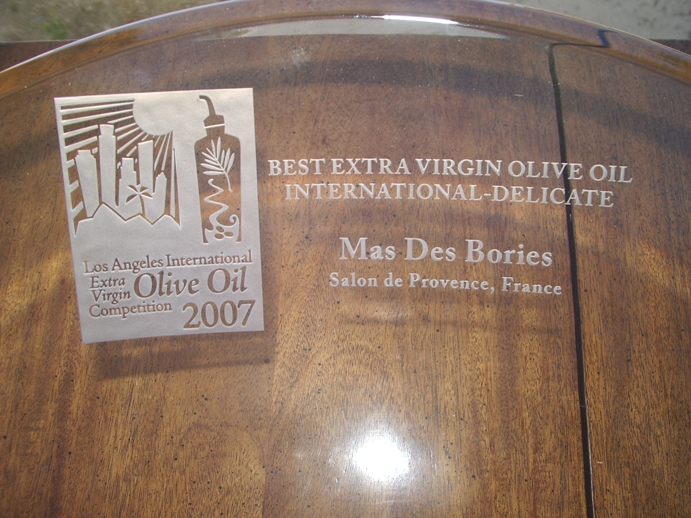 BEST EXTRA VIRGIN OLIVE OIL
INTERNATIONAL-DELICATE
Mas Des Bories
Salon de Provence, France
Los Angeles International
Extra
Virgin Olive Oil
Competition 2007